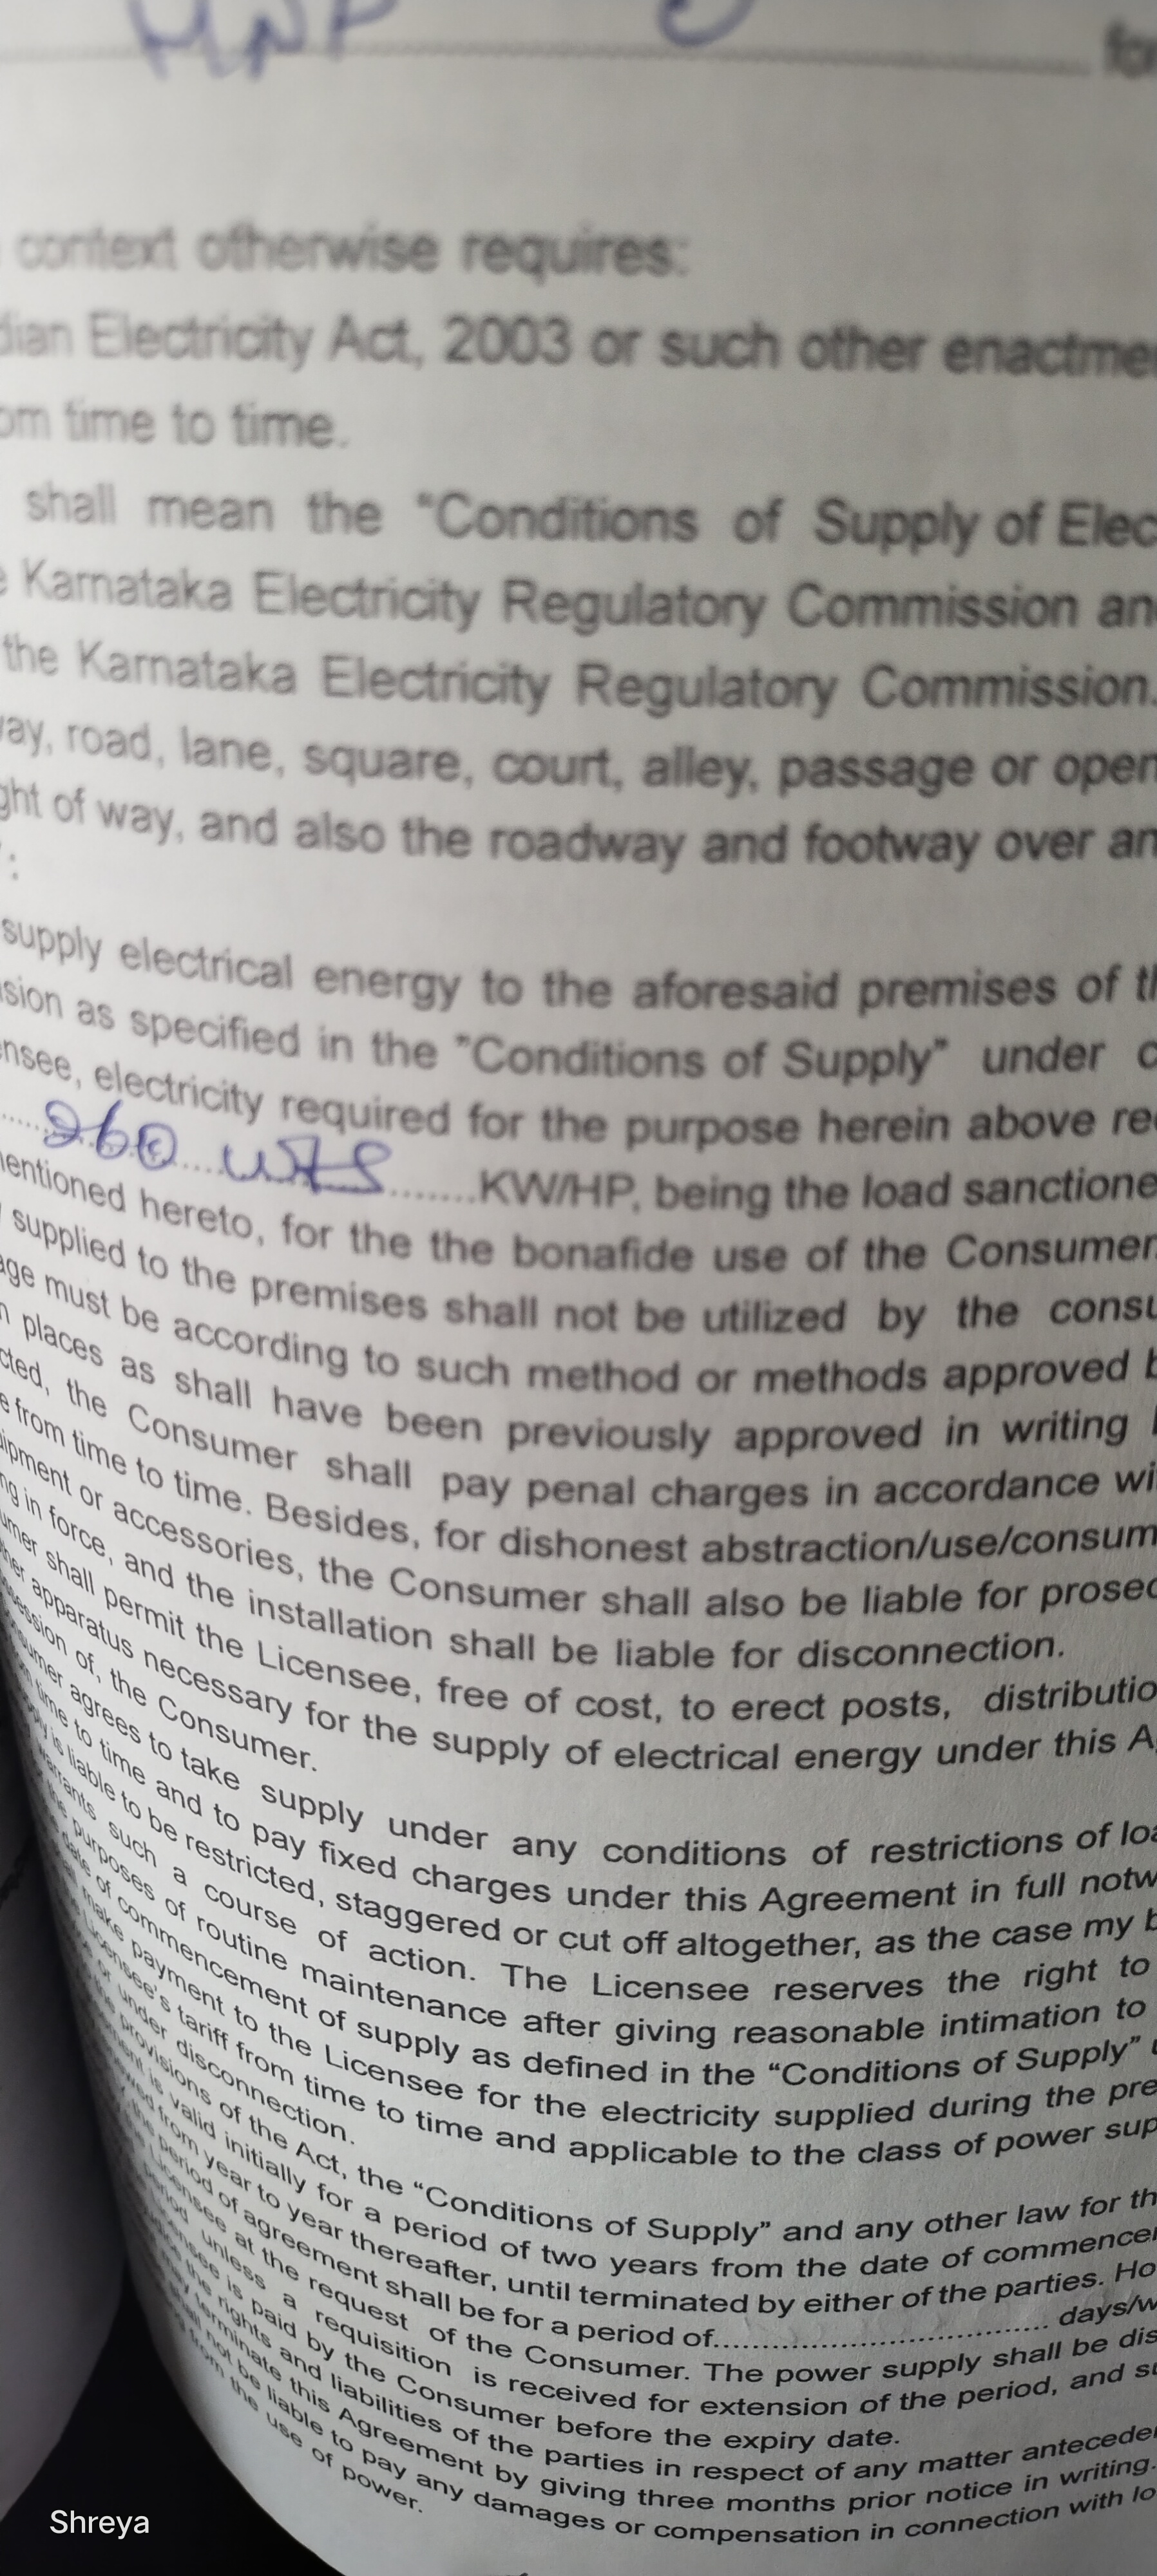 MNP
for
context otherwise requires:
dian Electricity Act, 2003 or such other enactme
om time to time.
shall mean the "Conditions of Supply of Elec
e Karnataka Electricity Regulatory Commission an
the Karnataka Electricity Regulatory Commission.
ay, road, lane, square, court, alley, passage or open
ght of way, and also the roadway and footway over an
:
supply electrical energy to the aforesaid premises of th
sion as specified in the "Conditions of Supply" under c
nsee, electricity required for the purpose herein above re
260 wts ........KW/HP, being the load sanctione
entioned hereto, for the the bonafide use of the Consumer
supplied to the premises shall not be utilized by the consu
age must be according to such method or methods approved b
n places as shall have been previously approved in writing
cted, the Consumer shall pay penal charges in accordance wi
e from time to time. Besides, for dishonest abstraction/use/consum
ipment or accessories, the Consumer shall also be liable for prosec
ng in force, and the installation shall be liable for disconnection.
umer shall permit the Licensee, free of cost, to erect posts, distributio
her apparatus necessary for the supply of electrical energy under this A
session of, the Consumer.
nsumer agrees to take supply under any conditions of restrictions of loa
time to time and to pay fixed charges under this Agreement in full notw
ply is liable to be restricted, staggered or cut off altogether, as the case my b
warrants such a course of action. The Licensee reserves the right to
the purposes of routine maintenance after giving reasonable intimation to
date of commencement of supply as defined in the "Conditions of Supply"
make payment to the Licensee for the electricity supplied during the pre
Licensee's tariff from time to time and applicable to the class of power sup
or under disconnection.
provisions of the Act, the "Conditions of Supply" and any other law for th
is valid initially for a period of two years from the date of commence
from year to year thereafter, until terminated by either of the parties. Ho
the period of agreement shall be for a period of........................................ days/w
Licensee at the request of the Consumer. The power supply shall be dis
period unless a requisition is received for extension of the period, and su
is paid by the Consumer before the expiry date.
the rights and liabilities of the parties in respect of any matter anteceder
may terminate this Agreement by giving three months prior notice in writing.
shall not be liable to pay any damages or compensation in connection with lo
from the use of power.
Shreya